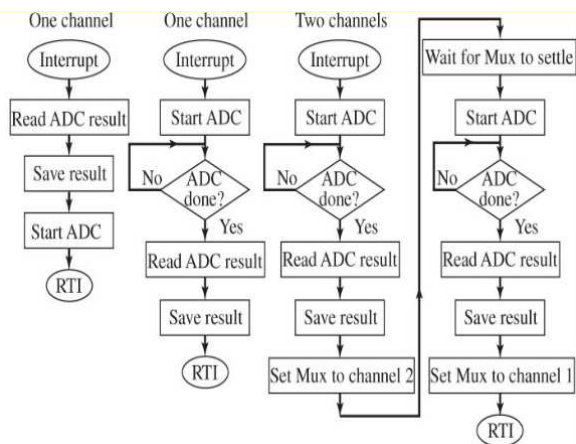 One channel
Interrupt
Read ADC result
Save result
Start ADC
RTI
One channel
Interrupt
Start ADC
No
ADC
done?
Yes
Read ADC result
Save result
RTI
Two channels
Interrupt
Start ADC
No
ADC
done?
Yes
Read ADC result
Save result
Set Mux to channel 2
Wait for Mux to settle
Start ADC
No
ADC
done?
Yes
Read ADC result
Save result
Set Mux to channel 1
RTI